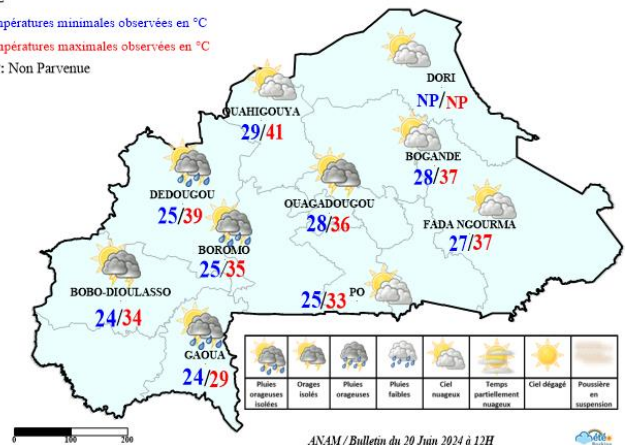 mpératures minimales observées en °C
mpératures maximales observées en °C
: Non Parvenue
DORI
NP/NP
OUAHIGOUYA
29/41
BOGANDE
28/37
DEDOUGOU
25/39
OUAGADOUGOU
28/36
FADA NGOURMA
27/37
BOROMO
25/35
BOBO-DIOULASSO
24/34
25/33 PO
GAOUA
24/29
Pluies orageuses isolées
Orages isolés
Pluies orageuses
Pluies faibles
Ciel nuageux
Temps partiellement nuageux
Ciel dégagé
Poussière en suspension
0 100 200
ANAM / Bulletin du 20 Juin 2024 à 12H